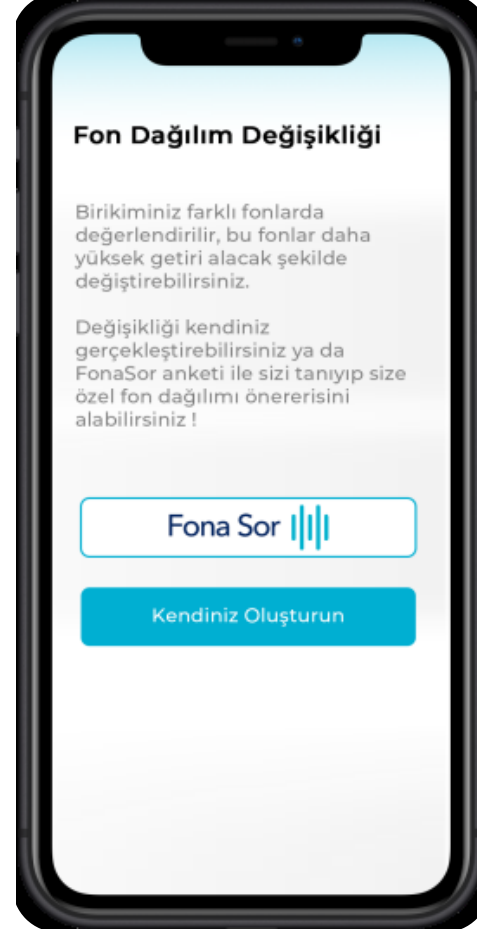 Fon Dağılım Değişikliği
Birikiminiz farklı fonlarda
değerlendirilir, bu fonlar daha
yüksek getiri alacak şekilde
değiştirebilirsiniz.
Değişikliği kendiniz
gerçekleştirebilirsiniz ya da
FonaSor anketi ile sizi tanıyıp size
özel fon dağılımı önererisini
alabilirsiniz !
Fona Sor
Kendiniz Oluşturun